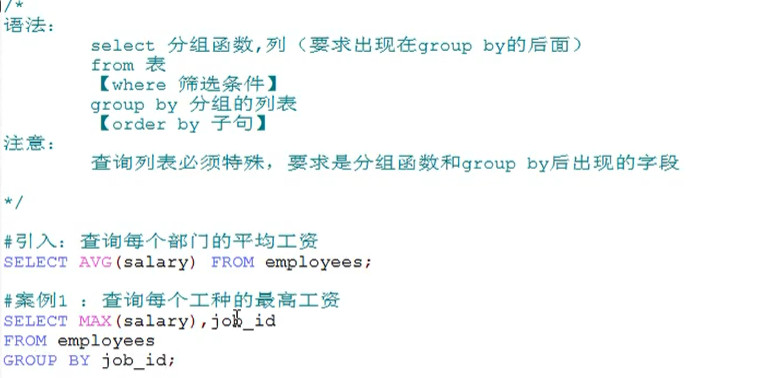 /*
语法:
select 分组函数,列（要求出现在group by的后面）
from 表
【where 筛选条件】
group by 分组的列表
【order by 子句】
注意:
查询列表必须特殊，要求是分组函数和group by后出现的字段
*/
#引入: 查询每个部门的平均工资
SELECT AVG(salary) FROM employees;
#案例1 : 查询每个工种的最高工资
SELECT MAX(salary),job_id
FROM employees
GROUP BY job_id;